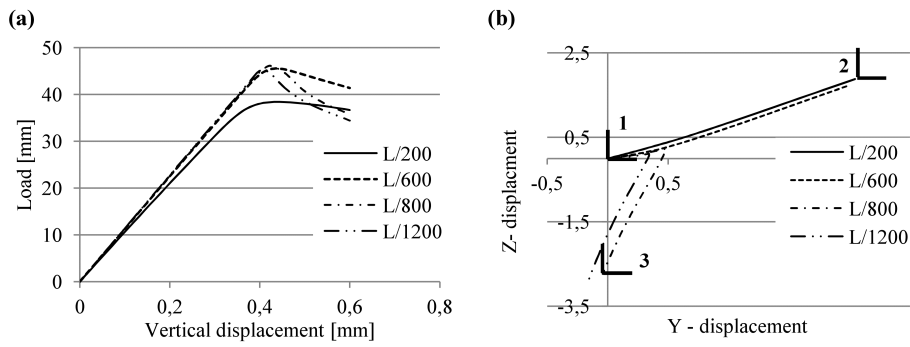 (a)
50
40
30
20
10
0
Load [mm]
0
0,2
0,4
0,6
0,8
Vertical displacement [mm]
L/200
L/600
L/800
L/1200
(b)
2,5
0,5
-1,5
-3,5
-0,5
0,5
Z- displacment
Y - displacement
1
2
3
L/200
L/600
L/800
L/1200